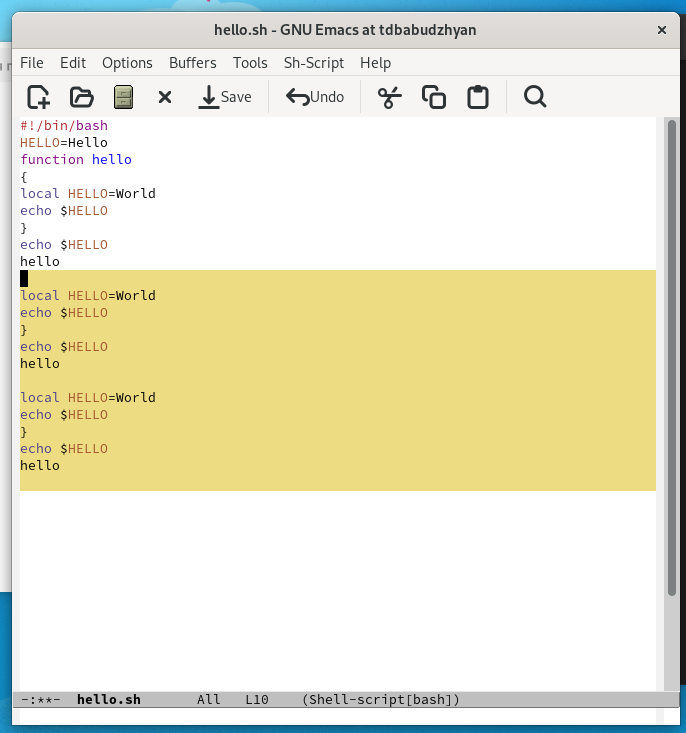 hello.sh - GNU Emacs at tdbabudzhyan
File Edit Options Buffers Tools Sh-Script Help
Save Undo
#!/bin/bash
HELLO=Hello
function hello
{
local HELLO=World
echo $HELLO
}
echo $HELLO
hello
local HELLO=World
echo $HELLO
}
echo $HELLO
hello
local HELLO=World
echo $HELLO
}
echo $HELLO
hello
-:**- hello.sh All L10 (Shell-script[bash])